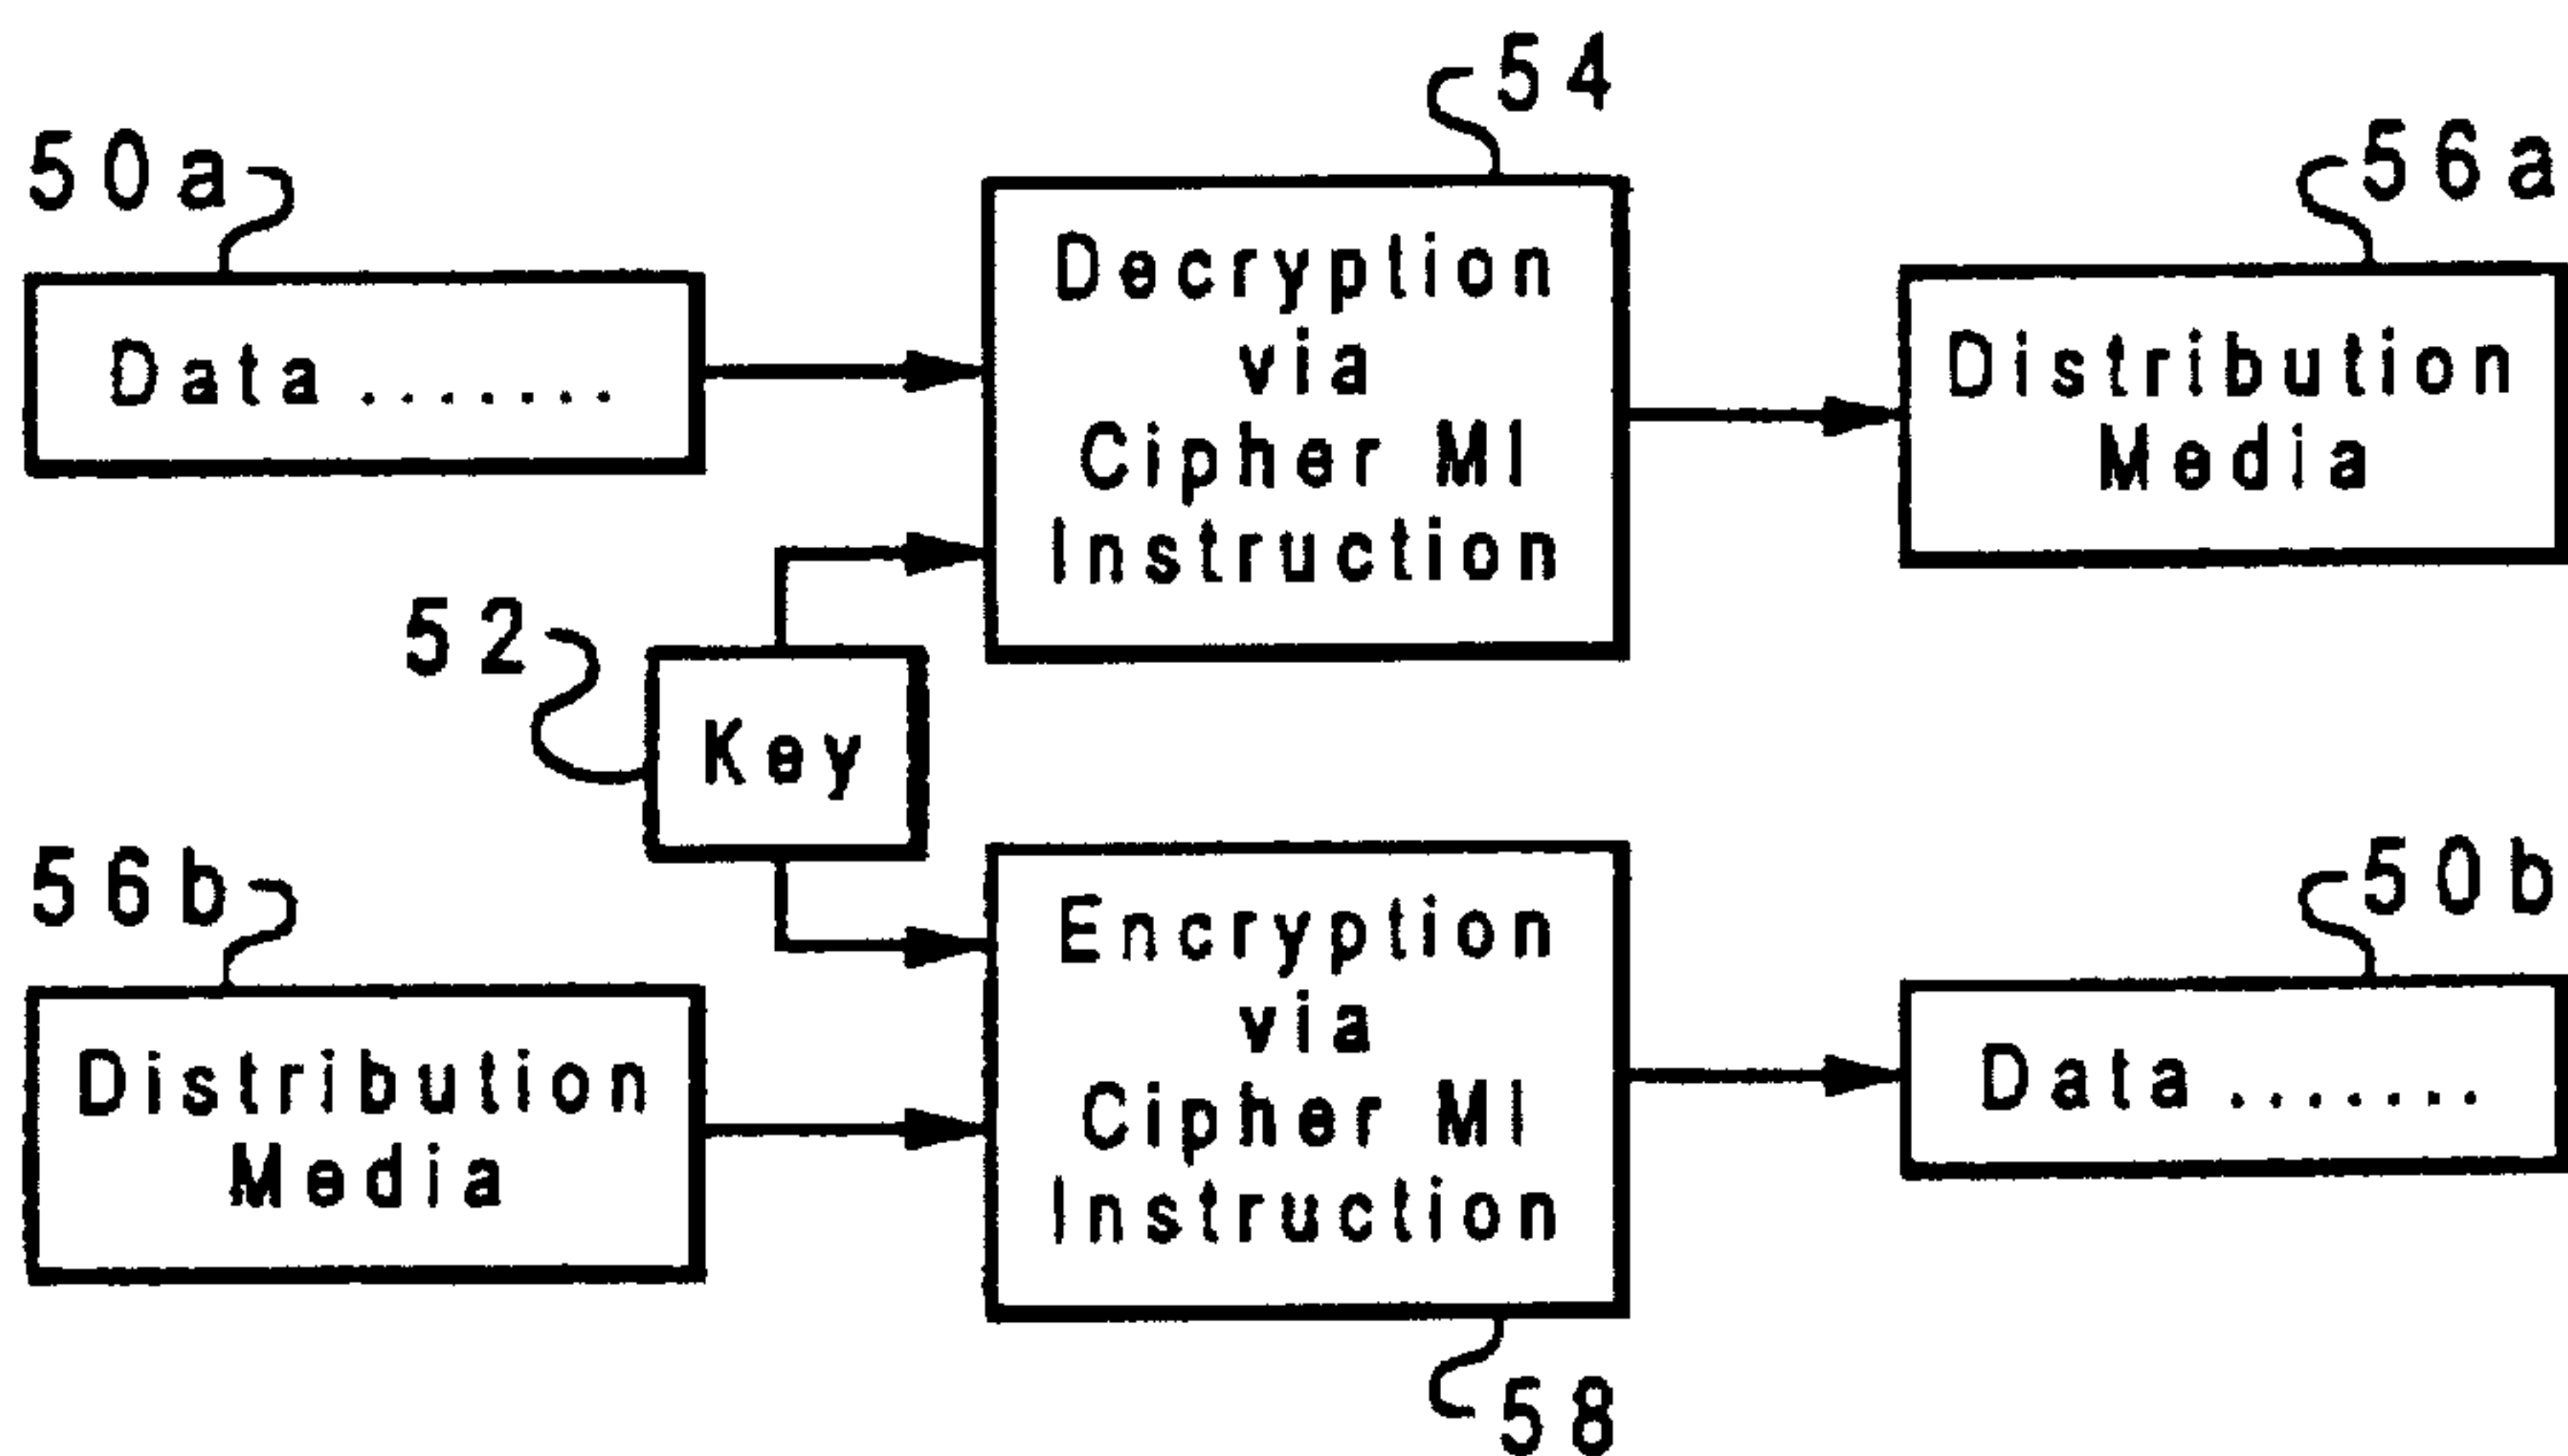 54
50a
56a
Data .......
Decryption
via
Cipher MI
Instruction
Distribution
Media
52
Key
56b
50b
Distribution
Media
Encryption
via
Cipher MI
Instruction
Data .......
58